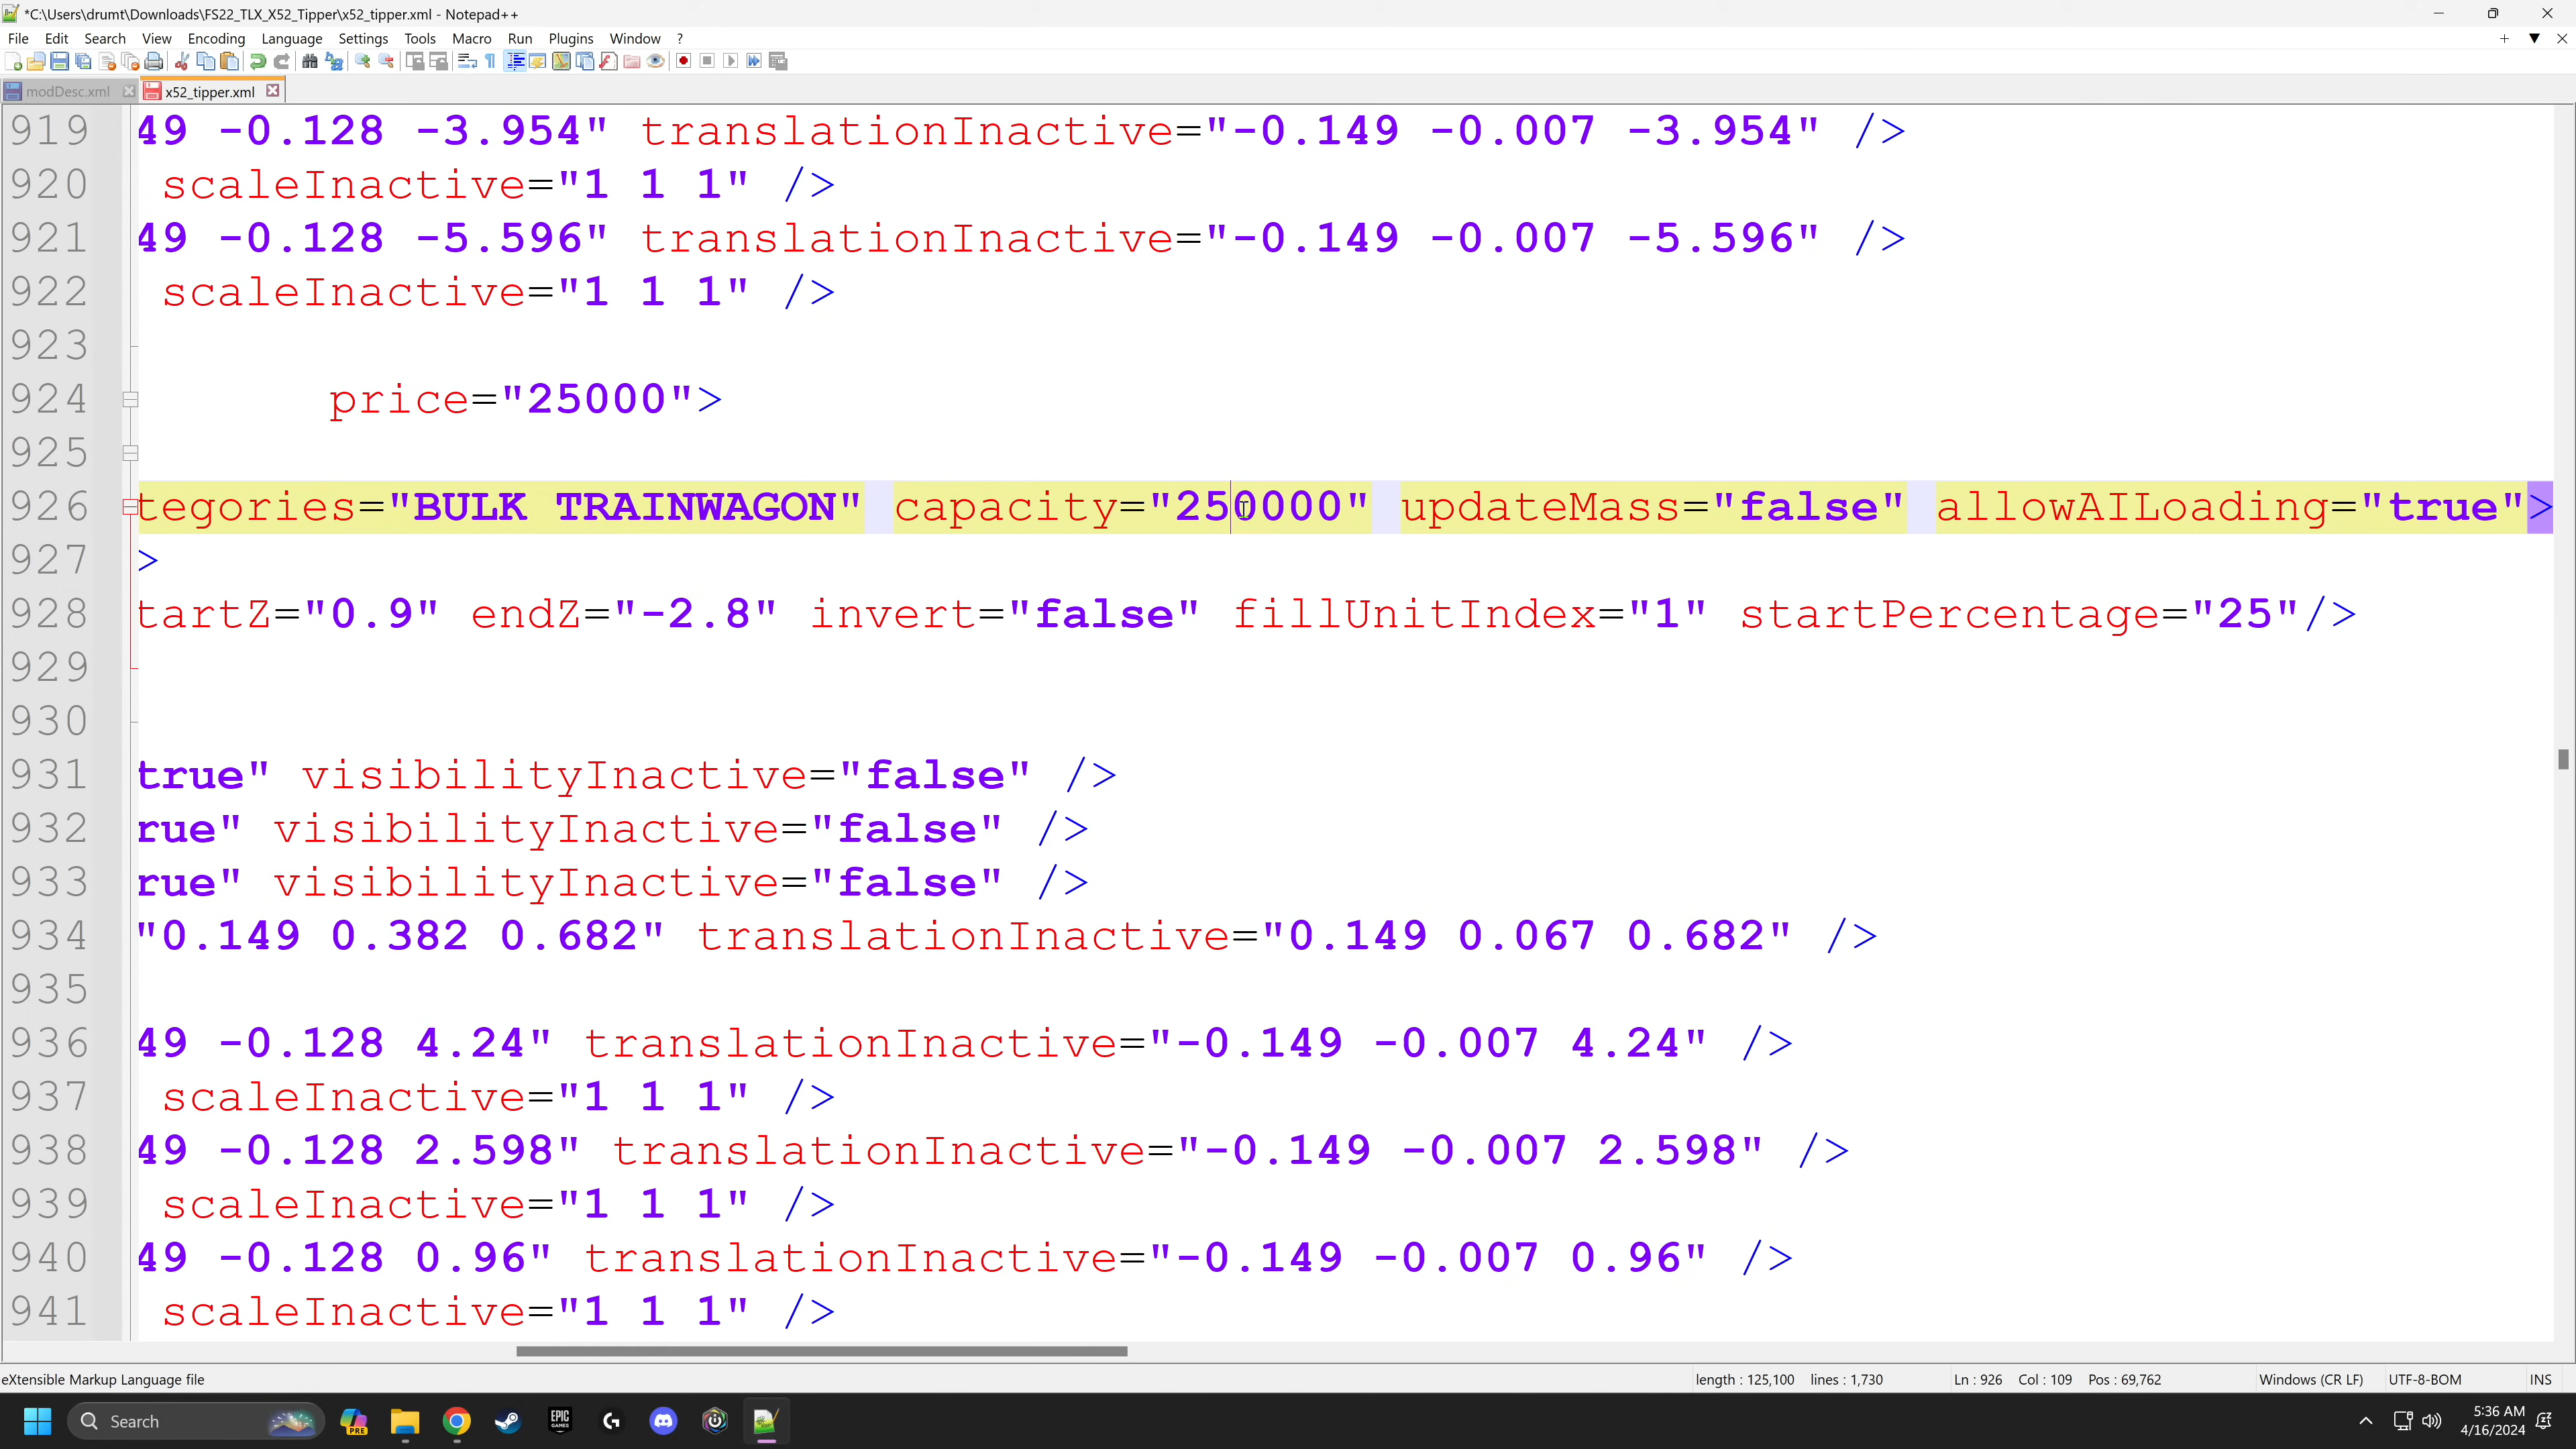 *C:\Users\drumt\Downloads\FS22_TLX_X52_Tipper\x52_tipper.xml - Notepad++
File Edit Search View Encoding Language Settings Tools Macro Run Plugins Window ?
modDesc.xml x52_tipper.xml
919 49 -0.128 -3.954" translationInactive="-0.149 -0.007 -3.954" />
920 scaleInactive="1 1 1" />
921 49 -0.128 -5.596" translationInactive="-0.149 -0.007 -5.596" />
922 scaleInactive="1 1 1" />
923
924 price="25000">
925
926 tegories="BULK TRAINWAGON" capacity="250000" updateMass="false" allowAILoading="true">
927 >
928 tartZ="0.9" endZ="-2.8" invert="false" fillUnitIndex="1" startPercentage="25"/>
929
930
931 true" visibilityInactive="false" />
932 rue" visibilityInactive="false" />
933 rue" visibilityInactive="false" />
934 "0.149 0.382 0.682" translationInactive="0.149 0.067 0.682" />
935
936 49 -0.128 4.24" translationInactive="-0.149 -0.007 4.24" />
937 scaleInactive="1 1 1" />
938 49 -0.128 2.598" translationInactive="-0.149 -0.007 2.598" />
939 scaleInactive="1 1 1" />
940 49 -0.128 0.96" translationInactive="-0.149 -0.007 0.96" />
941 scaleInactive="1 1 1" />
eXtensible Markup Language file length : 125,100 lines : 1,730 Ln : 926 Col : 109 Pos : 69,762 Windows (CR LF) UTF-8-BOM INS
Search PRE EPIC GAMES 5:36 AM
4/16/2024